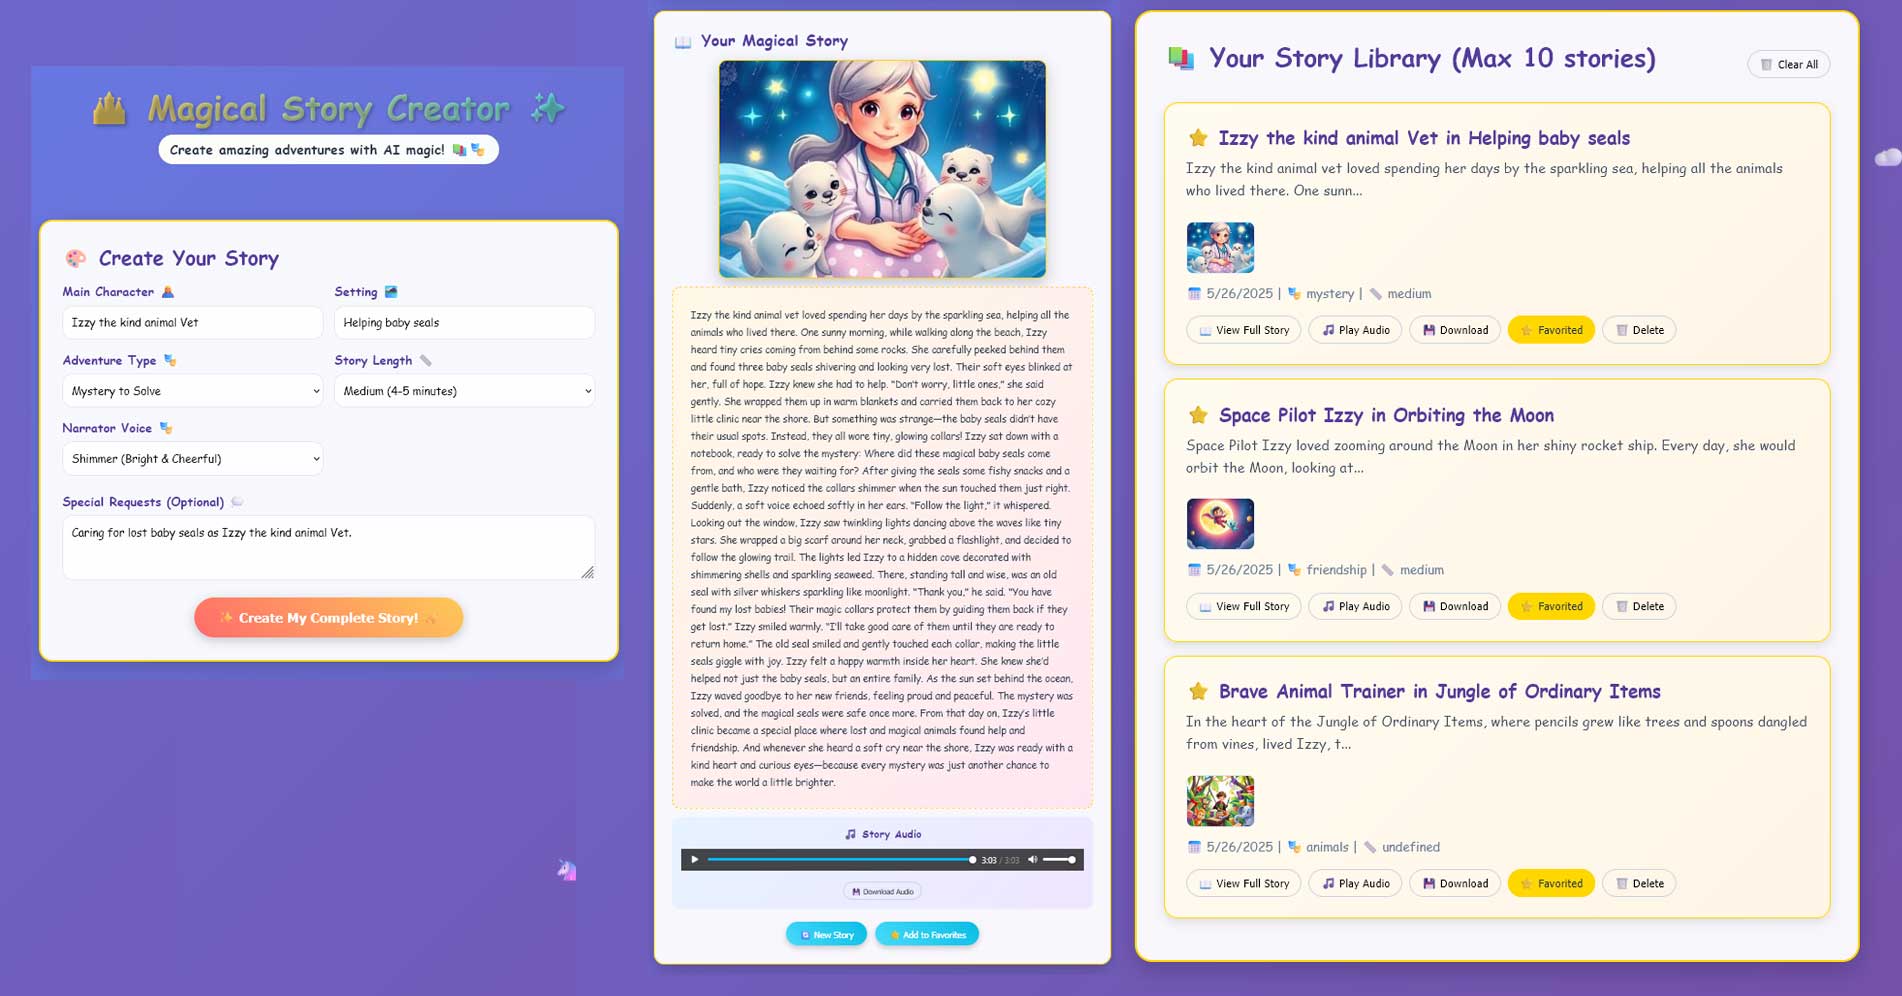 Magical Story Creator
Create amazing adventures with AI magic!
Create Your Story
Main Character
Setting
Izzy the kind animal Vet
Helping baby seals
Adventure Type
Story Length
Mystery to Solve
Medium (4-5 minutes)
Narrator Voice
Shimmer (Bright & Cheerful)
Special Requests (Optional)
Caring for lost baby seals as Izzy the kind animal Vet.
Create My Complete Story!
Your Magical Story
Izzy the kind animal vet loved spending her days by the sparkling sea, helping all the
animals who lived there. One sunny morning, while walking along the beach, Izzy
heard tiny cries coming from behind some rocks. She carefully peeked behind them
and found three baby seals shivering and looking very lost. Their soft eyes blinked at
her, full of hope. Izzy knew she had to help. "Don't worry, little ones," she said
gently. She wrapped them up in warm blankets and carried them back to her cozy
little clinic near the shore. But something was strange—the baby seals didn't have
their usual spots. Instead, they all wore tiny, glowing collars! Izzy sat down with a
notebook, ready to solve the mystery: Where did these magical baby seals come
from, and who were they waiting for? After giving the seals some fishy snacks and a
gentle bath, Izzy noticed the collars shimmer when the sun touched them just right.
Suddenly, a soft voice echoed softly in her ears. "Follow the light," it whispered.
Looking out the window, Izzy saw twinkling lights dancing above the waves like tiny
stars. She wrapped a big scarf around her neck, grabbed a flashlight, and decided to
follow the glowing trail. The lights led Izzy to a hidden cove decorated with
shimmering shells and sparkling seaweed. There, standing tall and wise, was an old
seal with silver whiskers sparkling like moonlight. "Thank you," he said. "You have
found my lost babies! Their magic collars protect them by guiding them back if they
get lost." Izzy smiled warmly. "I'll take good care of them until they are ready to
return home." The old seal smiled and gently touched each collar, making the little
seals giggle with joy. Izzy felt a happy warmth inside her heart. She knew she'd
helped not just the baby seals, but an entire family. As the sun set behind the ocean,
Izzy waved goodbye to her new friends, feeling proud and peaceful. The mystery was
solved, and the magical seals were safe once more. From that day on, Izzy's little
clinic became a special place where lost and magical animals found help and
friendship. And whenever she heard a soft cry near the shore, Izzy was ready with a
kind heart and curious eyes—because every mystery was just another chance to
make the world a little brighter.
Story Audio
3:03 / 3:03
Download Audio
New Story
Add to Favorites
Your Story Library (Max 10 stories)
Clear All
Izzy the kind animal Vet in Helping baby seals
Izzy the kind animal vet loved spending her days by the sparkling sea, helping all the animals
who lived there. One sunn...
5/26/2025 | mystery | medium
View Full Story
Play Audio
Download
Favorited
Delete
Space Pilot Izzy in Orbiting the Moon
Space Pilot Izzy loved zooming around the Moon in her shiny rocket ship. Every day, she would
orbit the Moon, looking at...
5/26/2025 | friendship | medium
View Full Story
Play Audio
Download
Favorited
Delete
Brave Animal Trainer in Jungle of Ordinary Items
In the heart of the Jungle of Ordinary Items, where pencils grew like trees and spoons dangled
from vines, lived Izzy, t...
5/26/2025 | animals | undefined
View Full Story
Play Audio
Download
Favorited
Delete